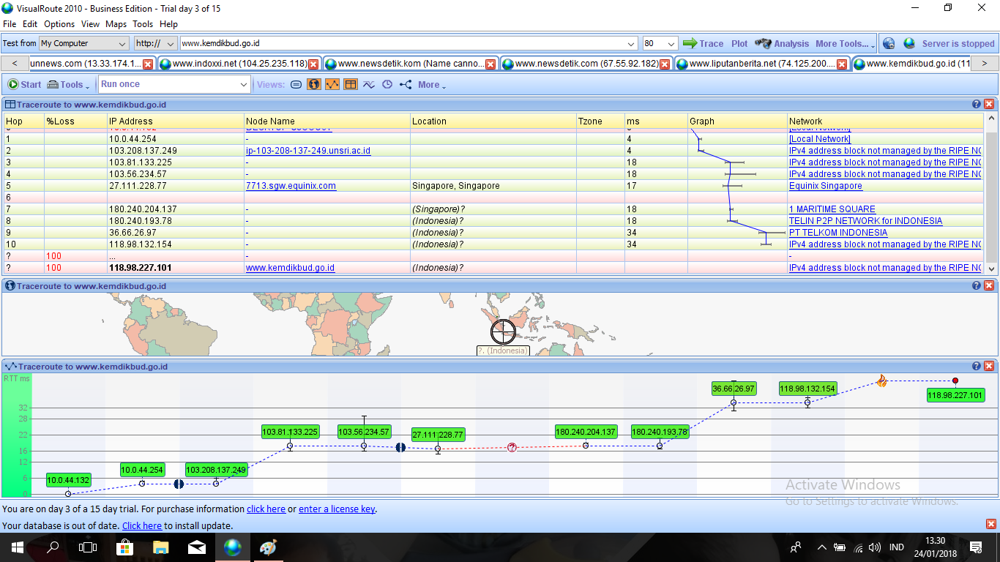 VisualRoute 2010 - Business Edition - Trial day 3 of 15
File Edit Options View Maps Tools Help
Test from My Computer http:// www.kemdikbud.go.id 80 Trace Plot Analysis More Tools... Server is stopped
< unnews.com (13.33.174.1... www.indoxxi.net (104.25.235.118) www.newsdetik.kom (Name canno... www.newsdetik.com (67.55.92.182) www.liputanberita.net (74.125.200.... www.kemdikbud.go.id (11 >
Start Tools Run once Views: More
Traceroute to www.kemdikbud.go.id
Hop %Loss IP Address Node Name Location Tzone ms Graph Network
[Local Network]
1 10.0.44.254 - 4 [Local Network]
2 103.208.137.249 ip-103-208-137-249.unsri.ac.id 4 IPv4 address block not managed by the RIPE NC
3 103.81.133.225 - 18 IPv4 address block not managed by the RIPE NC
4 103.56.234.57 - 18 IPv4 address block not managed by the RIPE NC
5 27.111.228.77 7713.sgw.equinix.com Singapore, Singapore 17 Equinix Singapore
6
7 180.240.204.137 - (Singapore)? 18 1 MARITIME SQUARE
8 180.240.193.78 - (Indonesia)? 18 TELIN P2P NETWORK for INDONESIA
9 36.66.26.97 - (Indonesia)? 34 PT TELKOM INDONESIA
10 118.98.132.154 - (Indonesia)? 34 IPv4 address block not managed by the RIPE NC
? 100 ... - -
? 100 118.98.227.101 www.kemdikbud.go.id (Indonesia)? IPv4 address block not managed by the RIPE NC
Traceroute to www.kemdikbud.go.id
?. (Indonesia)
Traceroute to www.kemdikbud.go.id
RTT ms
36.66.26.97 118.98.132.154
118.98.227.101
32
28
103.81.133.225 103.56.234.57 27.111.228.77 180.240.204.137 180.240.193.78
22
16
12
10.0.44.254 103.208.137.249
6
10.0.44.132
0
Activate Windows
Go to Settings to activate Windows.
You are on day 3 of a 15 day trial. For purchase information click here or enter a license key.
Your database is out of date. Click here to install update.
IND 13.30
24/01/2018